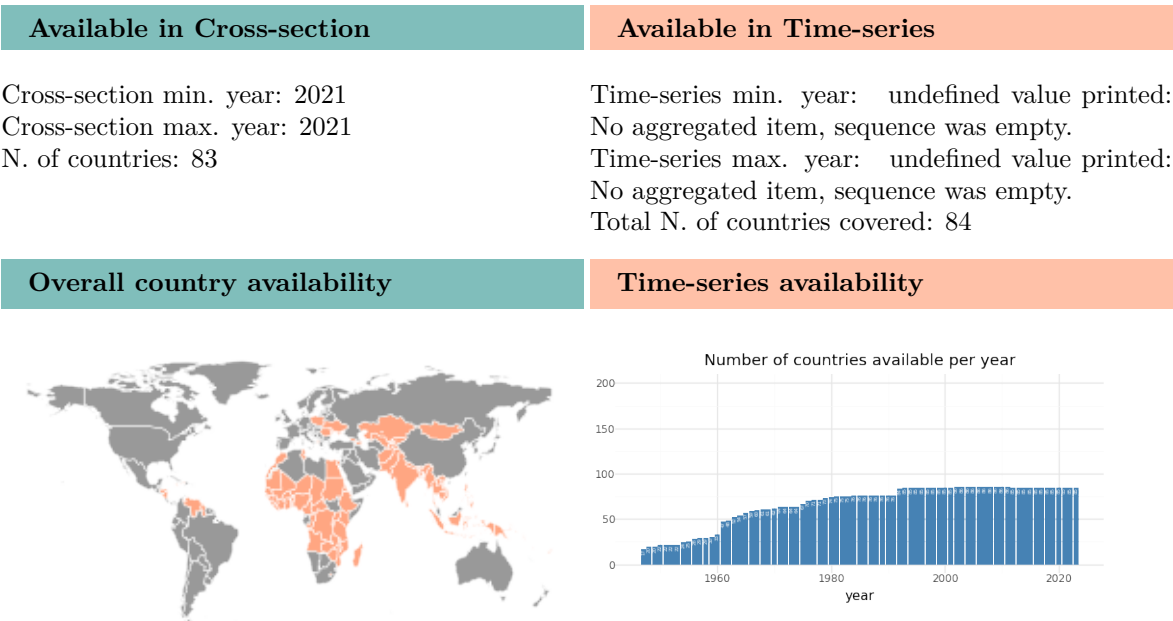 Available in Cross-section
Available in Time-series
Cross-section min. year: 2021
Cross-section max. year: 2021
N. of countries: 83
Time-series min. year: undefined value printed:
No aggregated item, sequence was empty.
Time-series max. year: undefined value printed:
No aggregated item, sequence was empty.
Total N. of countries covered: 84
Overall country availability
Time-series availability
Number of countries available per year
200
150
100
50
0
1960
1980
2000
2020
year